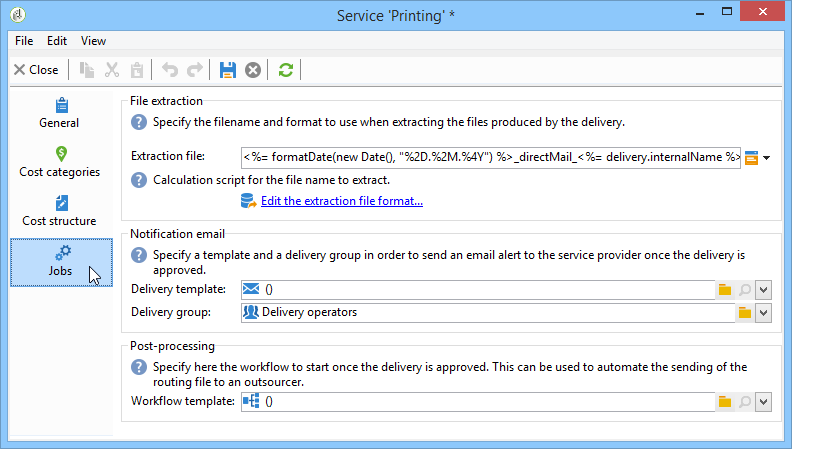 Service 'Printing' *
File Edit View
Close
General
Cost categories
Cost structure
Jobs
File extraction
Specify the filename and format to use when extracting the files produced by the delivery.
Extraction file: <%= formatDate(new Date(), "%2D.%2M.%4Y") %>_directMail_<%= delivery.internalName %>
Calculation script for the file name to extract.
Edit the extraction file format...
Notification email
Specify a template and a delivery group in order to send an email alert to the service provider once the delivery is
approved.
Delivery template: ()
Delivery group: Delivery operators
Post-processing
Specify here the workflow to start once the delivery is approved. This can be used to automate the sending of the
routing file to an outsourcer.
Workflow template: ()